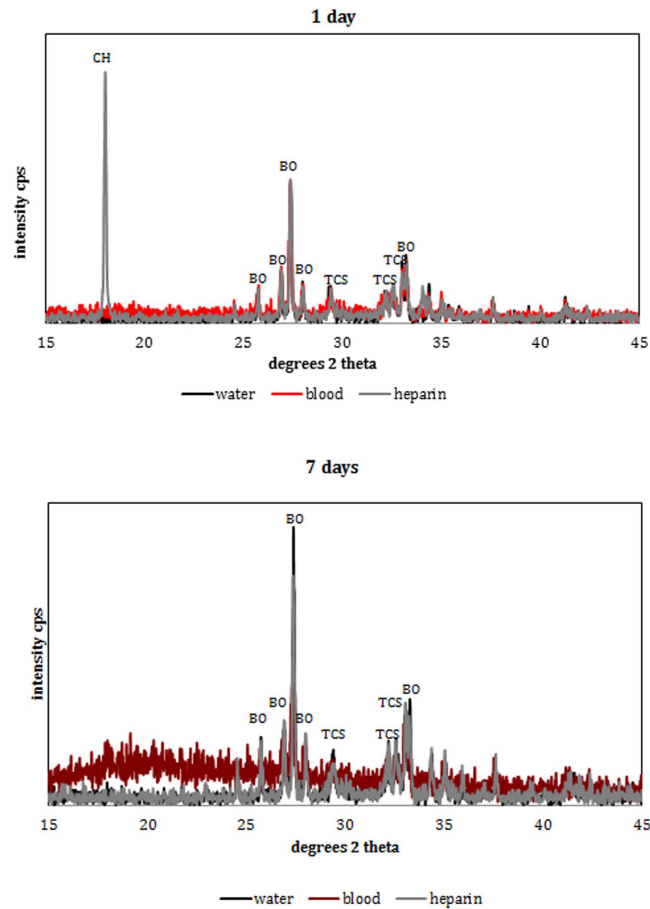 1 day
CH
BO
BO
BO
BO
TCS
TCS
TCS
BO
intensity cps
15 20 25 30 35 40 45
degrees 2 theta
water blood heparin
7 days
BO
BO
BO
BO
TCS
TCS
TCS
BO
intensity cps
15 20 25 30 35 40 45
degrees 2 theta
water blood heparin